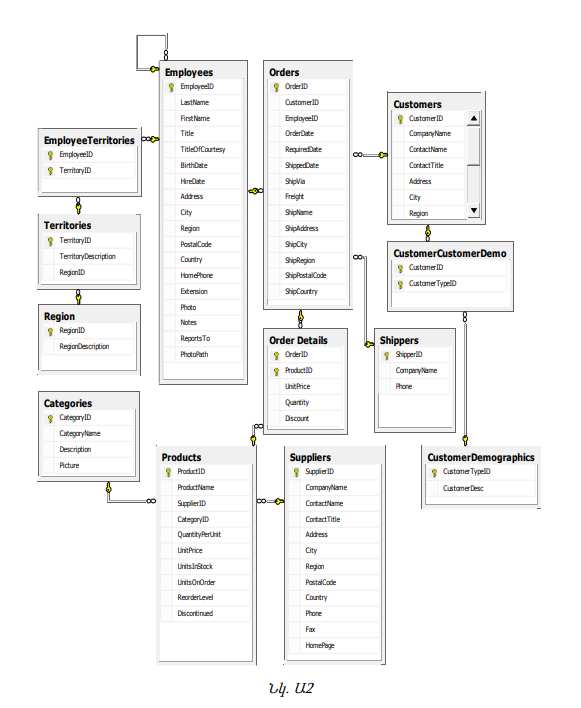 Employees
EmployeeID
LastName
FirstName
Title
TitleOfCourtesy
BirthDate
HireDate
Address
City
Region
PostalCode
Country
HomePhone
Extension
Photo
Notes
ReportsTo
PhotoPath
Orders
OrderID
CustomerID
EmployeeID
OrderDate
RequiredDate
ShippedDate
ShipVia
Freight
ShipName
ShipAddress
ShipCity
ShipRegion
ShipPostalCode
ShipCountry
Customers
CustomerID
CompanyName
ContactName
ContactTitle
Address
City
Region
EmployeeTerritories
EmployeeID
TerritoryID
Territories
TerritoryID
TerritoryDescription
RegionID
CustomerCustomerDemo
CustomerID
CustomerTypeID
Region
RegionID
RegionDescription
Order Details
OrderID
ProductID
UnitPrice
Quantity
Discount
Shippers
ShipperID
CompanyName
Phone
Categories
CategoryID
CategoryName
Description
Picture
Products
ProductID
ProductName
SupplierID
CategoryID
QuantityPerUnit
UnitPrice
UnitsInStock
UnitsOnOrder
ReorderLevel
Discontinued
Suppliers
SupplierID
CompanyName
ContactName
ContactTitle
Address
City
Region
PostalCode
Country
Phone
Fax
HomePage
CustomerDemographics
CustomerTypeID
CustomerDesc
Նկ. Ա2